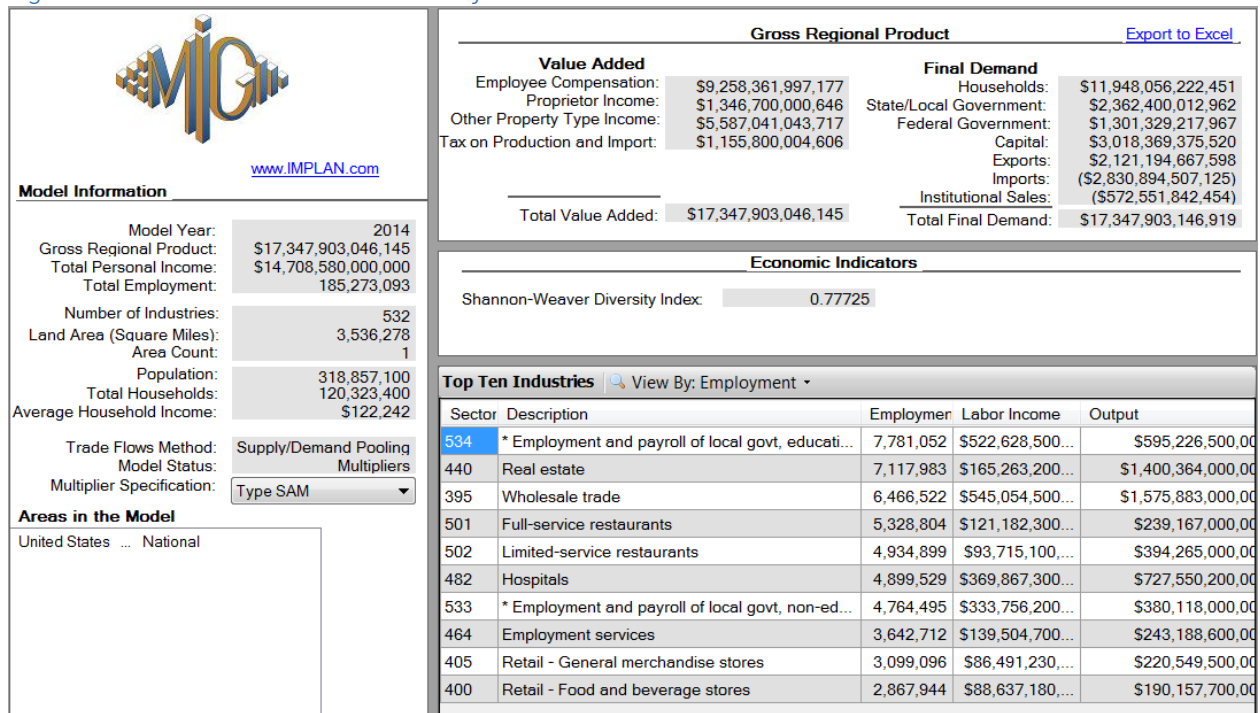 MIG
www.IMPLAN.com
Model Information
Model Year: 2014
Gross Regional Product: $17,347,903,046,145
Total Personal Income: $14,708,580,000,000
Total Employment: 185,273,093
Number of Industries: 532
Land Area (Square Miles): 3,536,278
Area Count: 1
Population: 318,857,100
Total Households: 120,323,400
Average Household Income: $122,242
Trade Flows Method: Supply/Demand Pooling
Model Status: Multipliers
Multiplier Specification: Type SAM
Areas in the Model
United States ... National
Gross Regional Product Export to Excel
Value Added
Employee Compensation: $9,258,361,997,177
Proprietor Income: $1,346,700,000,646
Other Property Type Income: $5,587,041,043,717
Tax on Production and Import: $1,155,800,004,606
Total Value Added: $17,347,903,046,145
Final Demand
Households: $11,948,056,222,451
State/Local Government: $2,362,400,012,962
Federal Government: $1,301,329,217,967
Capital: $3,018,369,375,520
Exports: $2,121,194,667,598
Imports: ($2,830,894,507,125)
Institutional Sales: ($572,551,842,454)
Total Final Demand: $17,347,903,146,919
Economic Indicators
Shannon-Weaver Diversity Index: 0.77725
Top Ten Industries View By: Employment
Sector Description Employmen Labor Income Output
534 * Employment and payroll of local govt, educati... 7,781,052 $522,628,500... $595,226,500,00
440 Real estate 7,117,983 $165,263,200... $1,400,364,000,00
395 Wholesale trade 6,466,522 $545,054,500... $1,575,883,000,00
501 Full-service restaurants 5,328,804 $121,182,300... $239,167,000,00
502 Limited-service restaurants 4,934,899 $93,715,100,... $394,265,000,00
482 Hospitals 4,899,529 $369,867,300... $727,550,200,00
533 * Employment and payroll of local govt, non-ed... 4,764,495 $333,756,200... $380,118,000,00
464 Employment services 3,642,712 $139,504,700... $243,188,600,00
405 Retail - General merchandise stores 3,099,096 $86,491,230,... $220,549,500,00
400 Retail - Food and beverage stores 2,867,944 $88,637,180,... $190,157,700,00